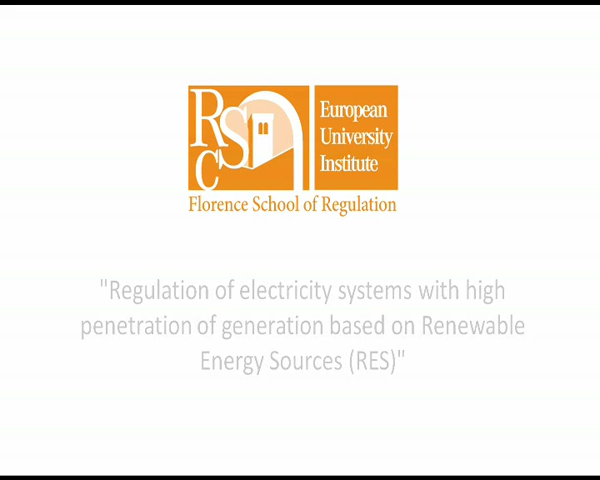 RSC
European
University
Institute
Florence School of Regulation
"Regulation of electricity systems with high
penetration of generation based on Renewable
Energy Sources (RES)"